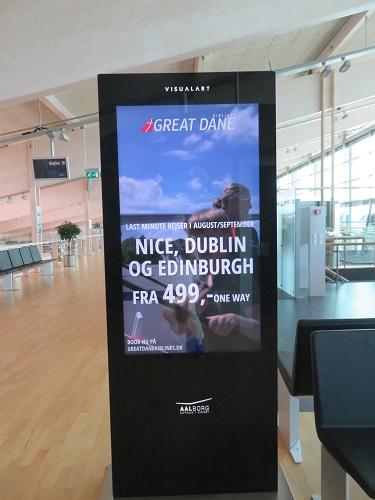 VISUALART
GREAT DANE
AIRLINES
LAST MINUTE REJSER I AUGUST/SEPTEMBER
NICE, DUBLIN
OG EDINBURGH
FRA 499,- ONE WAY
BOOK NU PÅ
GREATDANEAIRLINES.DK
AALBORG
Gate 8